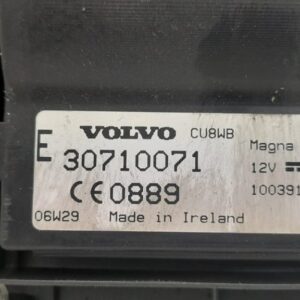 VOLVO CU8WB
E 30710071
CE0889
06W29 Made in Ireland
Magna
12V
100391